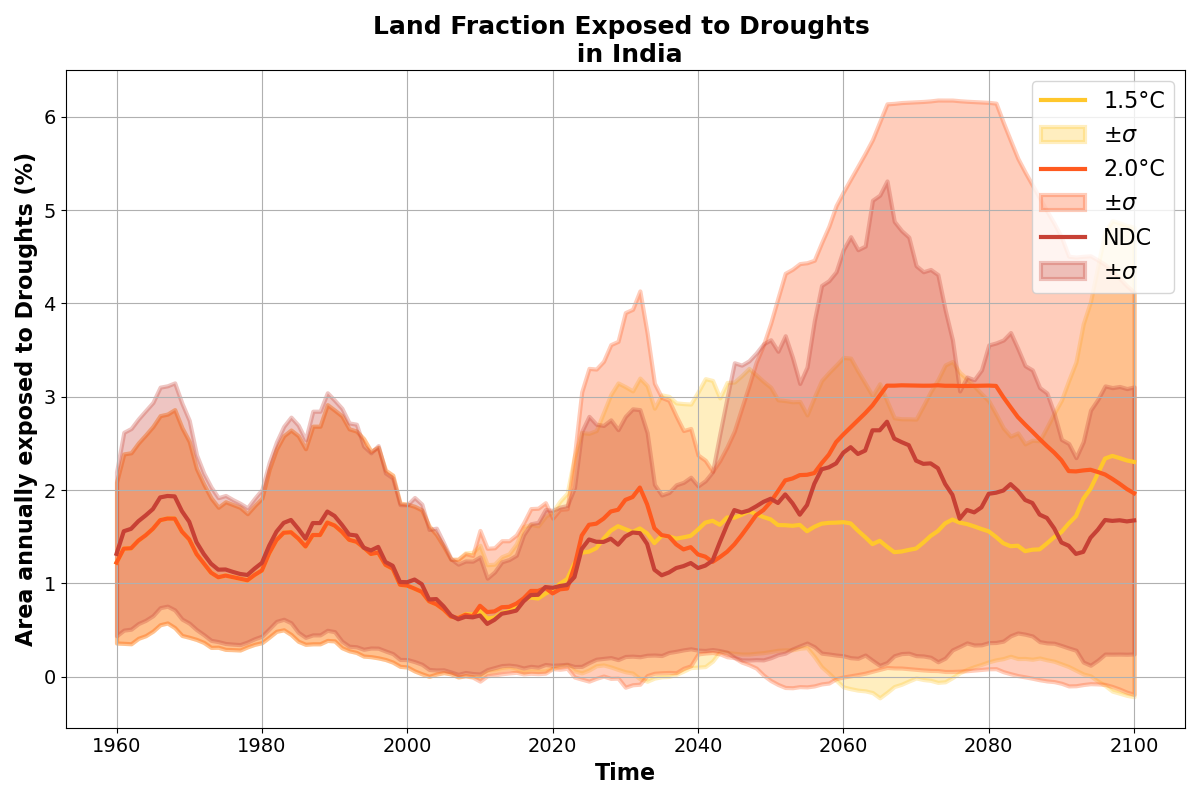 Land Fraction Exposed to Droughts
in India
Area annually exposed to Droughts (%)
6
5
4
3
2
1
0
1960
1980
2000
2020
2040
2060
2080
2100
Time
1.5°C
±σ
2.0°C
±σ
NDC
±σ